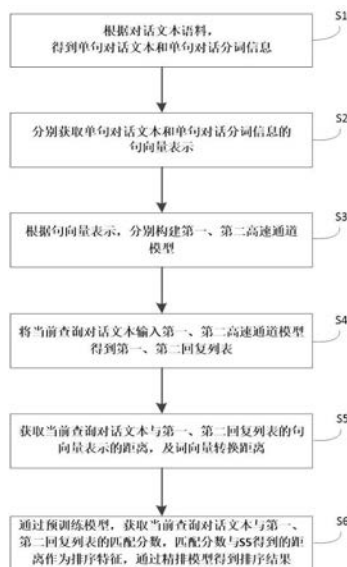 S1
根据对话文本语料，
得到单句对话文本和单句对话分词信息
S2
分别获取单句对话文本和单句对话分词信息的
句向量表示
S3
根据句向量表示，分别构建第一、第二高速通道
模型
S4
将当前查询对话文本输入第一、第二高速通道模型
得到第一、第二回复列表
S5
获取当前查询对话文本与第一、第二回复列表的句
向量表示的距离，及词向量转换距离
S6
通过预训练模型，获取当前查询对话文本与第一、
第二回复列表的匹配分数，匹配分数与S5得到的距
离作为排序特征，通过精排模型得到排序结果